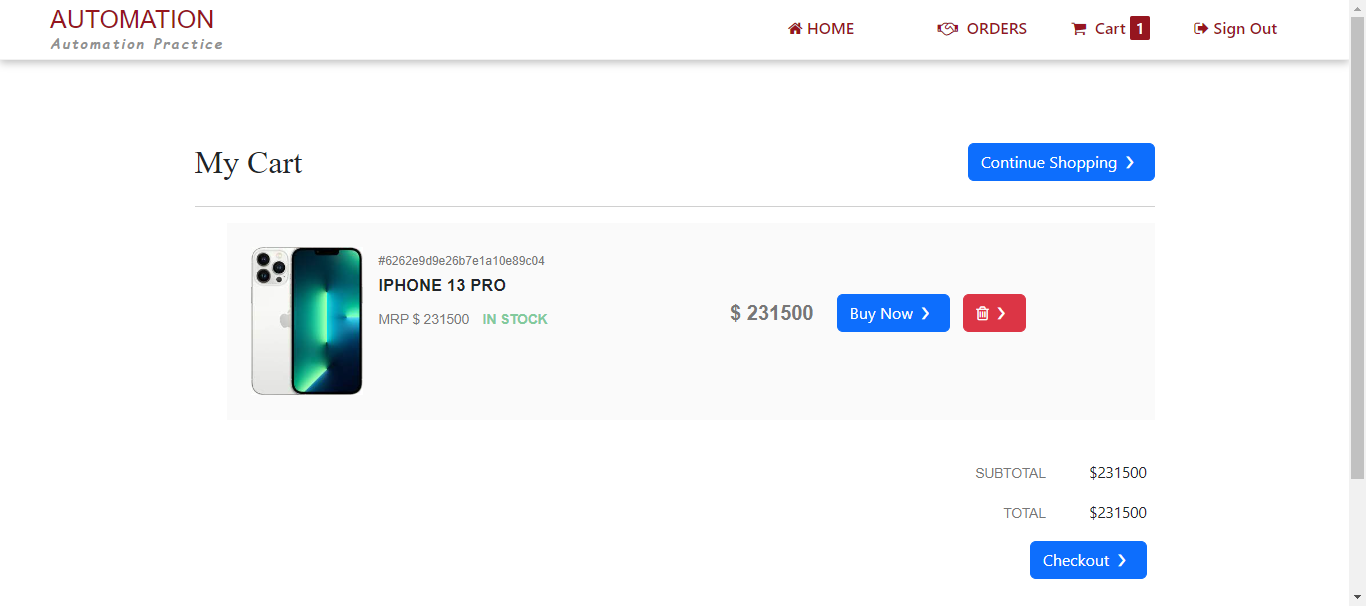 AUTOMATION
Automation Practice
HOME
ORDERS
Cart 1
Sign Out
My Cart
Continue Shopping
#6262e9d9e26b7e1a10e89c04
IPHONE 13 PRO
MRP $ 231500 IN STOCK
$ 231500
Buy Now
SUBTOTAL $231500
TOTAL $231500
Checkout